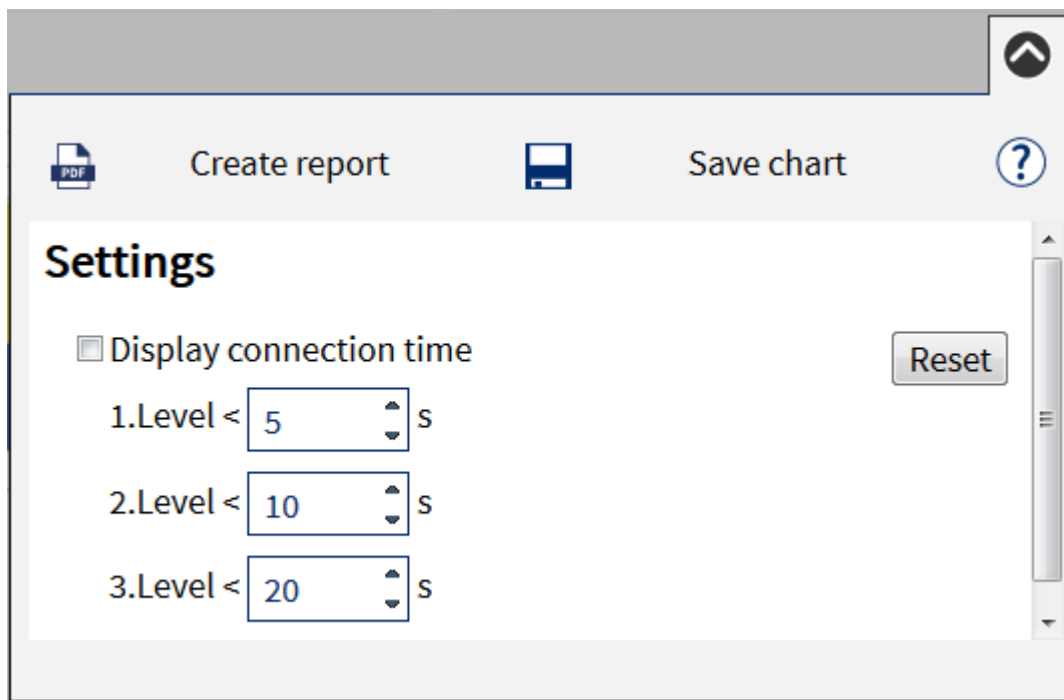 PDF Create report Save chart ?
Settings
Display connection time
Reset
1.Level < 5 s
2.Level < 10 s
3.Level < 20 s